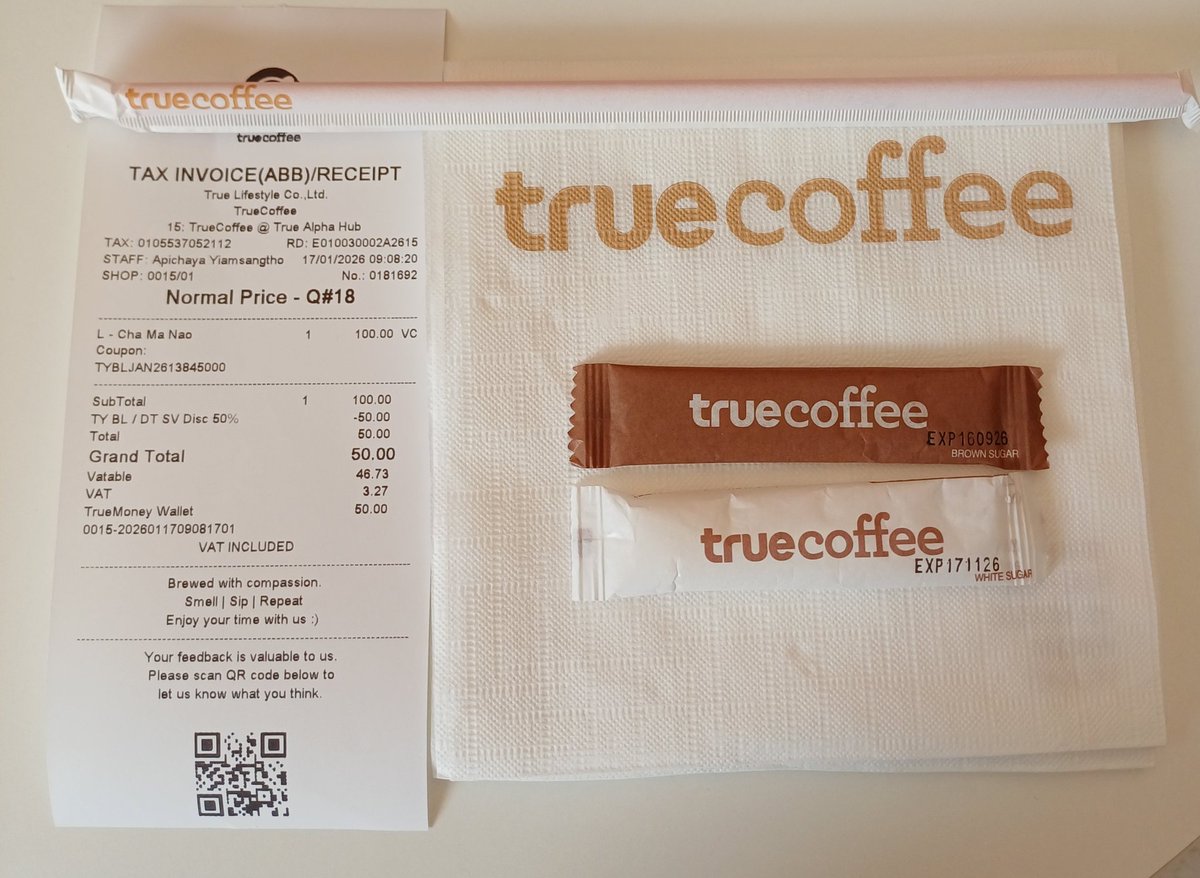 truecoffee
truecoffee
TAX INVOICE(ABB)/RECEIPT
True Lifestyle Co.,Ltd.
TrueCoffee
15: TrueCoffee @ True Alpha Hub
TAX: 0105537052112 RD: E010030002A2615
STAFF: Apichaya Yiamsangtho 17/01/2026 09:08:20
SHOP: 0015/01 No.: 0181692
Normal Price - Q#18
L - Cha Ma Nao 1 100.00 VC
Coupon:
TYBLJAN2613845000
SubTotal 1 100.00
TY BL / DT SV Disc 50% -50.00
Total 50.00
Grand Total 50.00
Vatable 46.73
VAT 3.27
TrueMoney Wallet 50.00
0015-2026011709081701
VAT INCLUDED
Brewed with compassion.
Smell | Sip | Repeat
Enjoy your time with us :)
Your feedback is valuable to us.
Please scan QR code below to
let us know what you think.
truecoffee
truecoffee
EXP160926
BROWN SUGAR
truecoffee
EXP171126
WHITE SUGAR